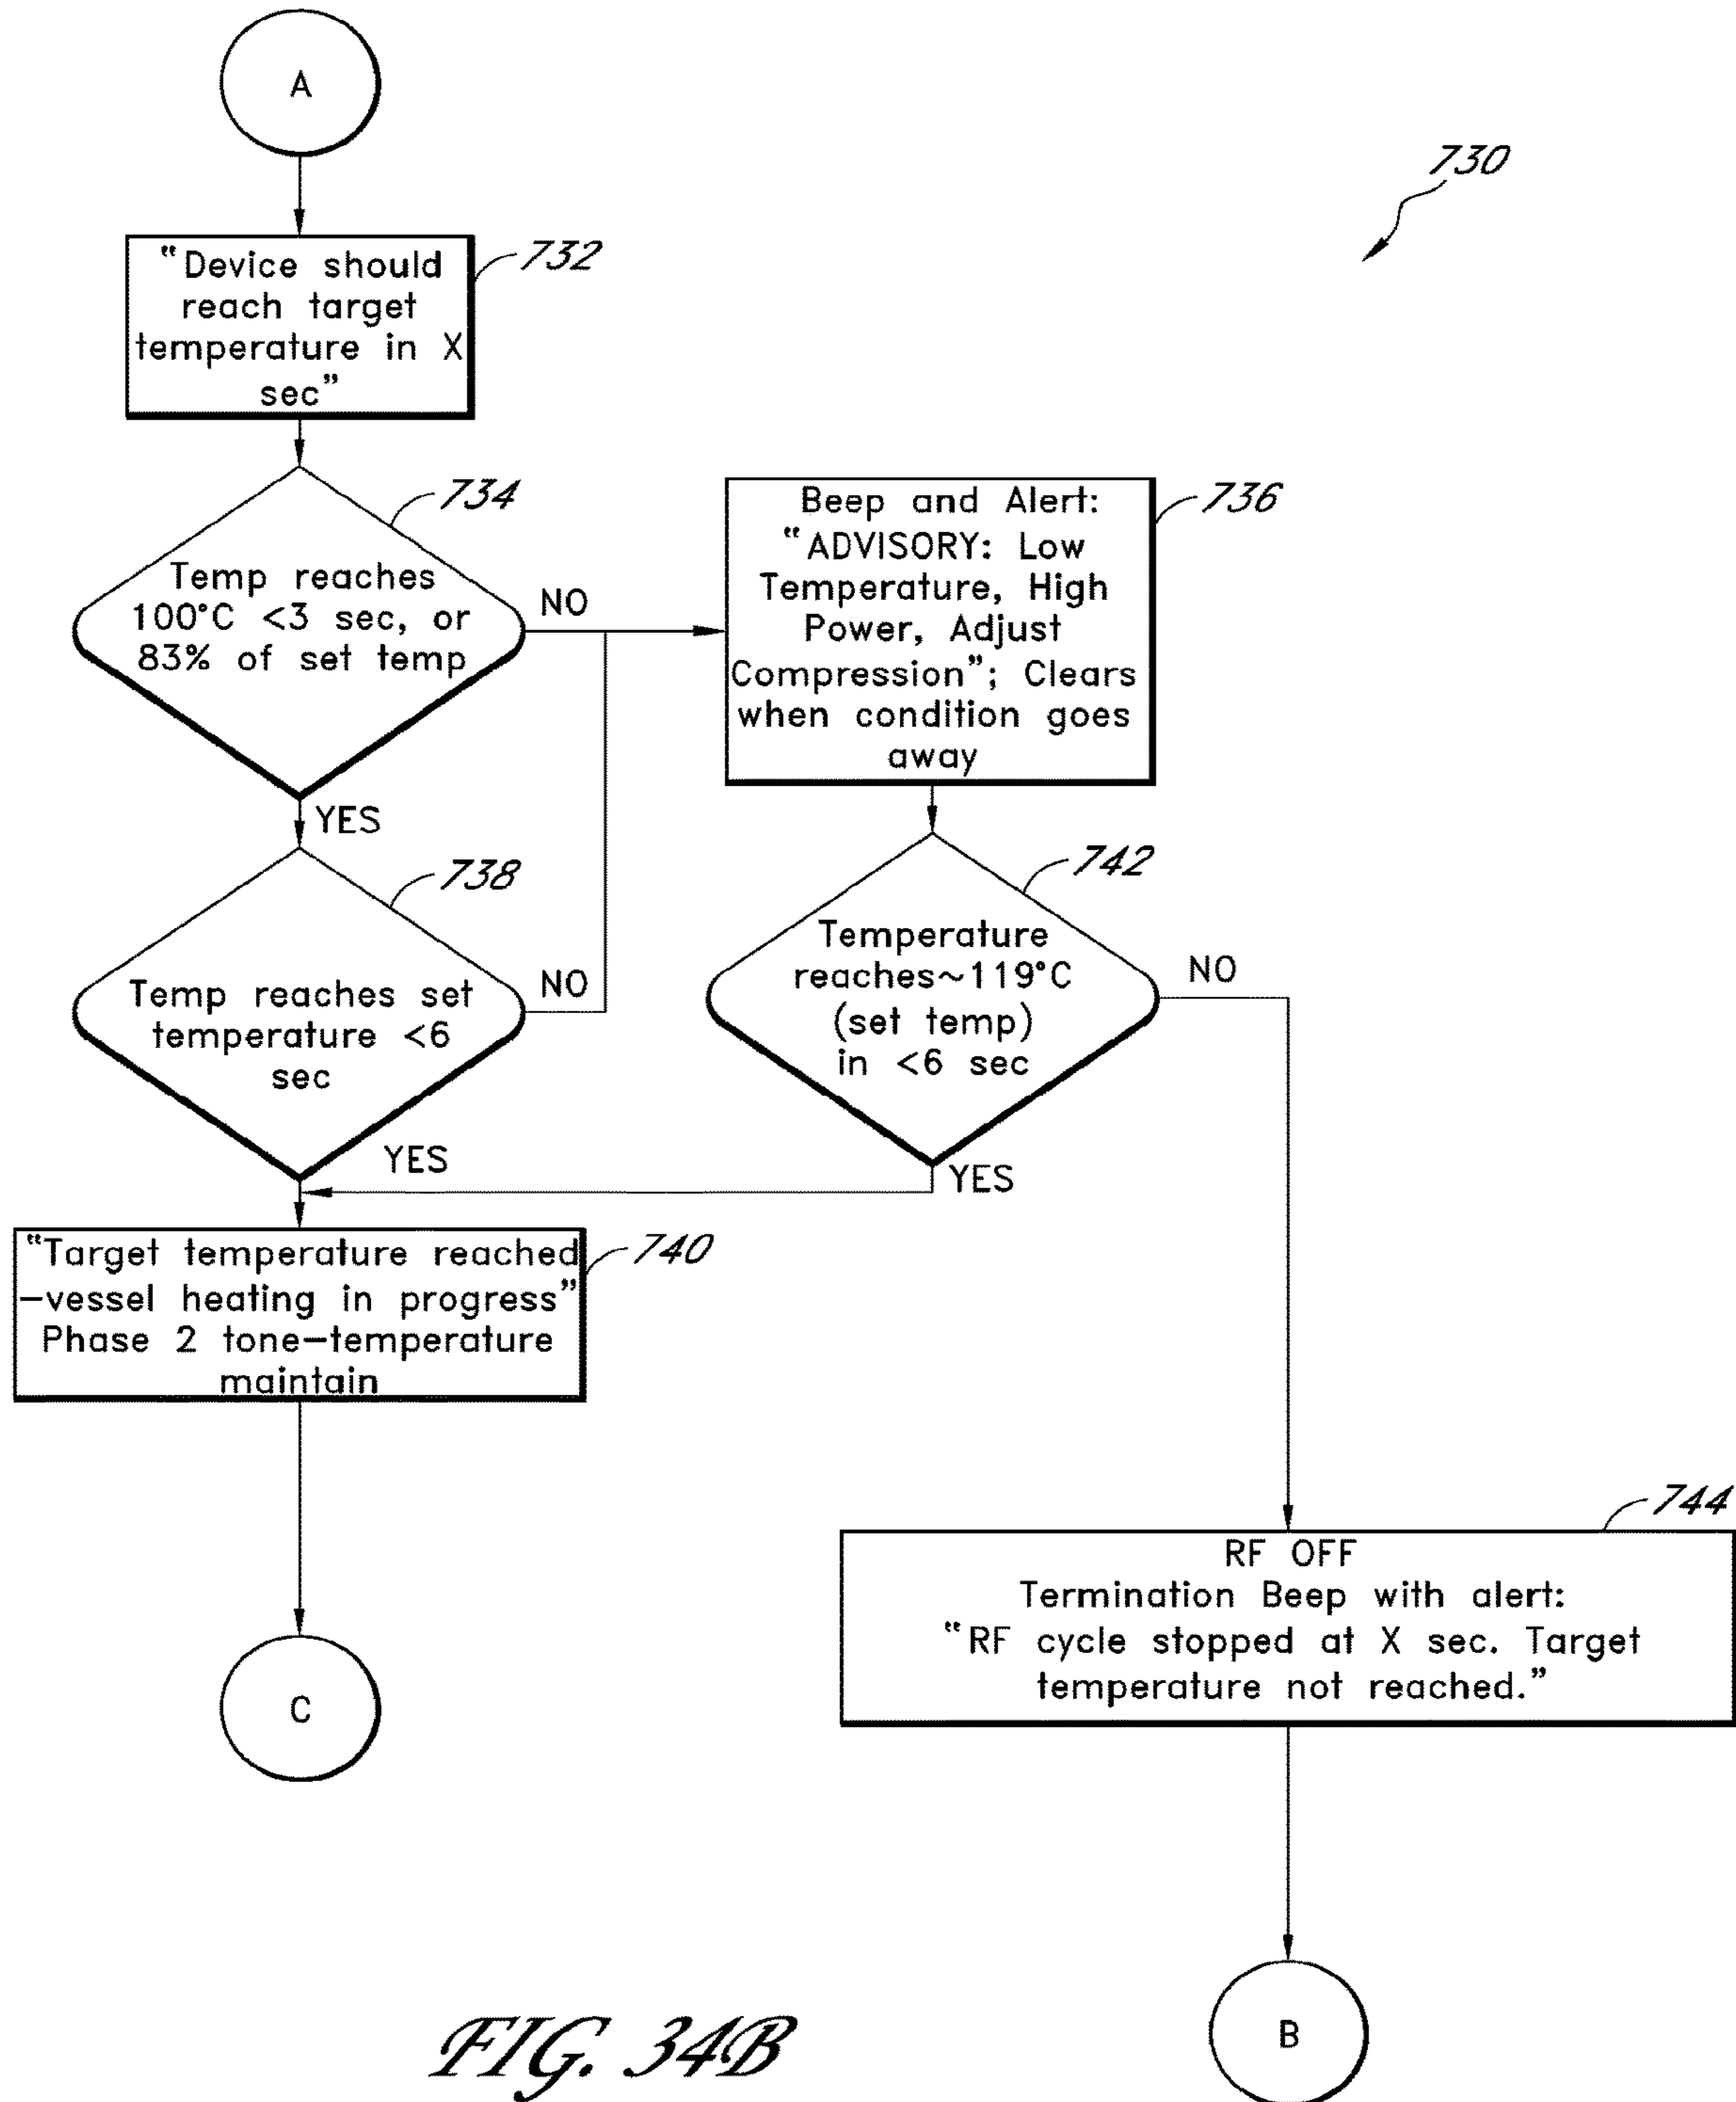 A
730
"Device should
reach target
temperature in X
sec"
732
734
Temp reaches
100°C <3 sec, or
83% of set temp
NO
YES
Beep and Alert:
"ADVISORY: Low
Temperature, High
Power, Adjust
Compression"; Clears
when condition goes
away
736
738
Temp reaches set
temperature <6
sec
NO
YES
742
Temperature
reaches~119°C
(set temp)
in <6 sec
NO
YES
"Target temperature reached
-vessel heating in progress"
Phase 2 tone-temperature
maintain
740
744
RF OFF
Termination Beep with alert:
"RF cycle stopped at X sec. Target
temperature not reached."
C
B
FIG. 34B